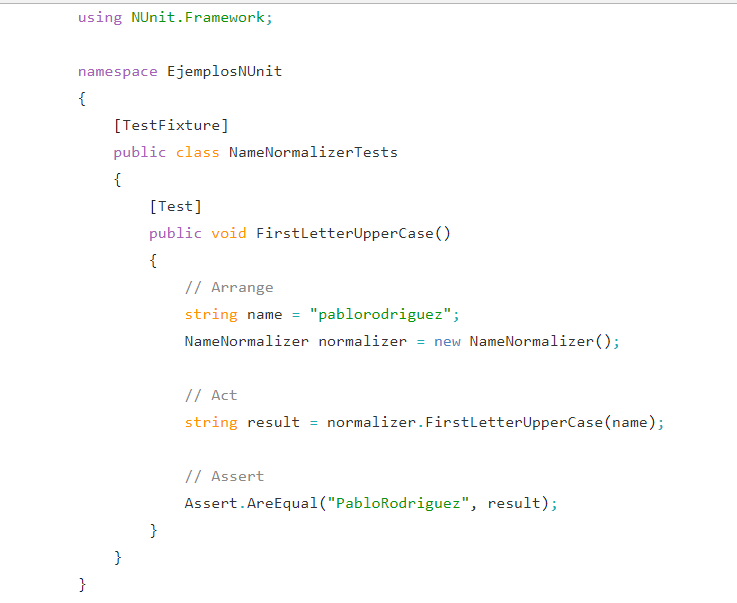 using NUnit.Framework;
namespace EjemplosNUnit
{
[TestFixture]
public class NameNormalizerTests
{
[Test]
public void FirstLetterUpperCase()
{
// Arrange
string name = "pablorodriguez";
NameNormalizer normalizer = new NameNormalizer();
// Act
string result = normalizer.FirstLetterUpperCase(name);
// Assert
Assert.AreEqual("PabloRodriguez", result);
}
}
}